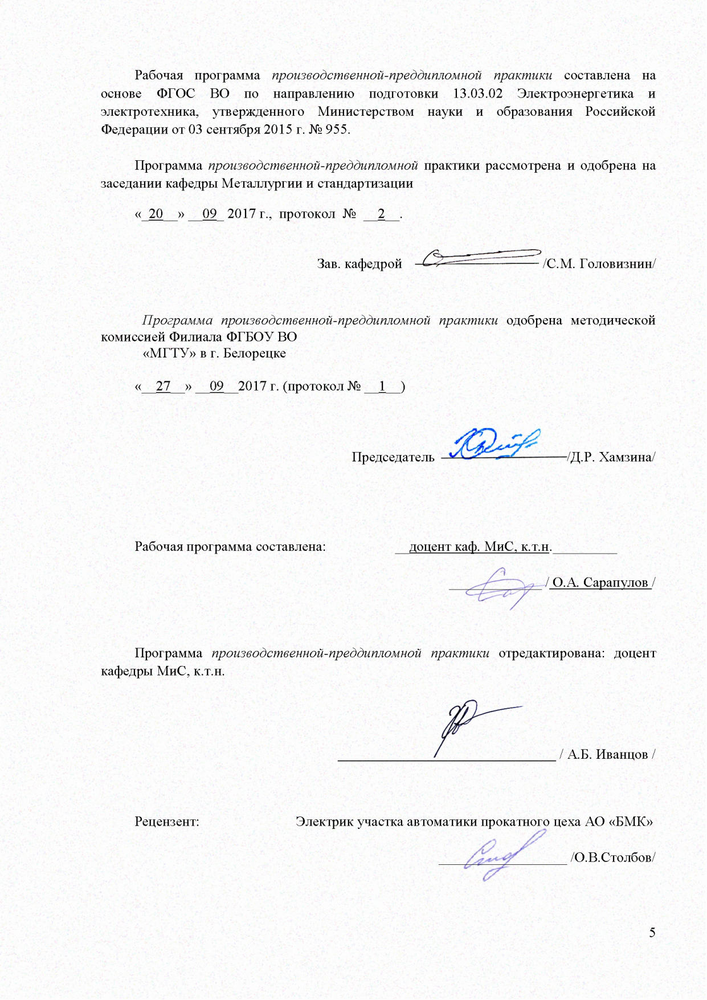 Рабочая программа производственной-преддипломной практики составлена на
основе ФГОС ВО по направлению подготовки 13.03.02 Электроэнергетика и
электротехника, утвержденного Министерством науки и образования Российской
Федерации от 03 сентября 2015 г. № 955.
Программа производственной-преддипломной практики рассмотрена и одобрена на
заседании кафедры Металлургии и стандартизации
«_20__» __09_ 2017 г., протокол № __2__.
Зав. кафедрой /С.М. Головизнин/
Программа производственной-преддипломной практики одобрена методической
комиссией Филиала ФГБОУ ВО
«МГТУ» в г. Белорецке
«__27__» __09__2017 г. (протокол № __1__)
Председатель /Д.Р. Хамзина/
Рабочая программа составлена: __доцент каф. МиС, к.т.н._________
_____________ / О.А. Сарапулов /
Программа производственной-преддипломной практики отредактирована: доцент
кафедры МиС, к.т.н.
/ А.Б. Иванцов /
Рецензент: Электрик участка автоматики прокатного цеха АО «БМК»
__________________ /О.В.Столбов/
5